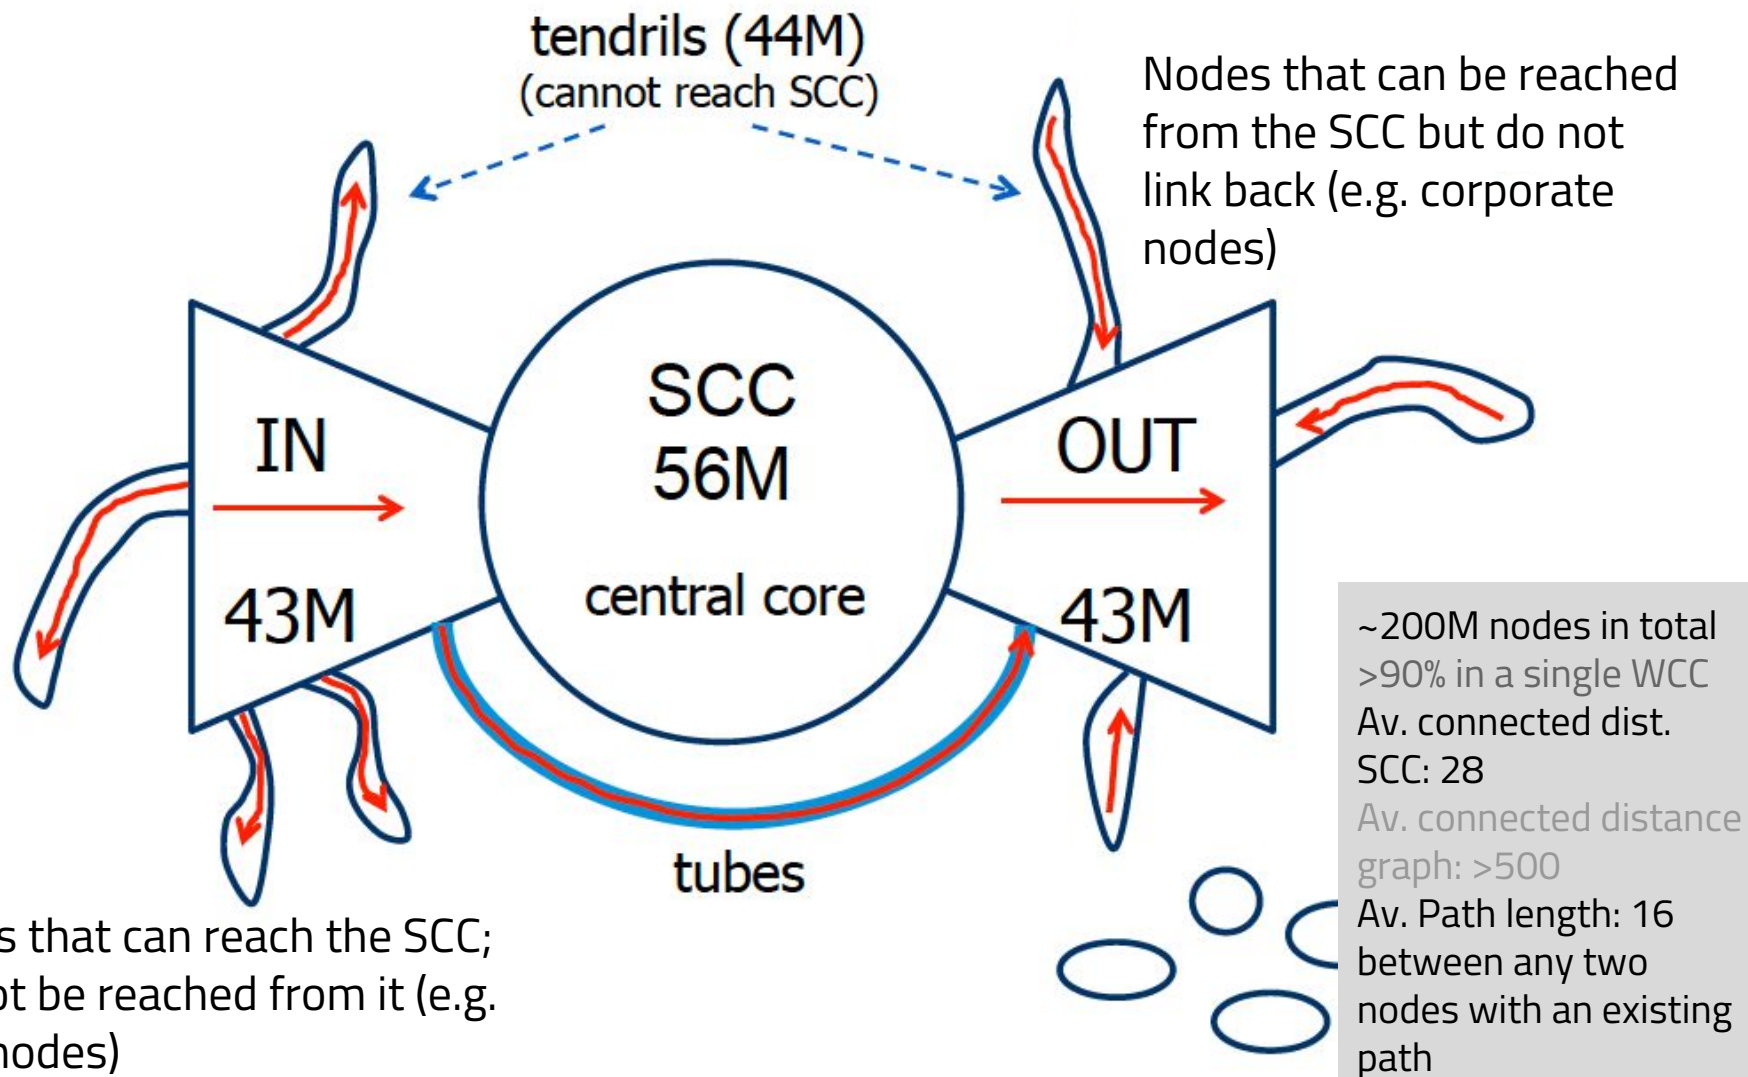 tendrils (44M)
(cannot reach SCC)
Nodes that can be reached
from the SCC but do not
link back (e.g. corporate
nodes)
IN
43M
SCC
56M
central core
OUT
43M
tubes
s that can reach the SCC;
ot be reached from it (e.g.
nodes)
~200M nodes in total
>90% in a single WCC
Av. connected dist.
SCC: 28
Av. connected distance
graph: >500
Av. Path length: 16
between any two
nodes with an existing
path